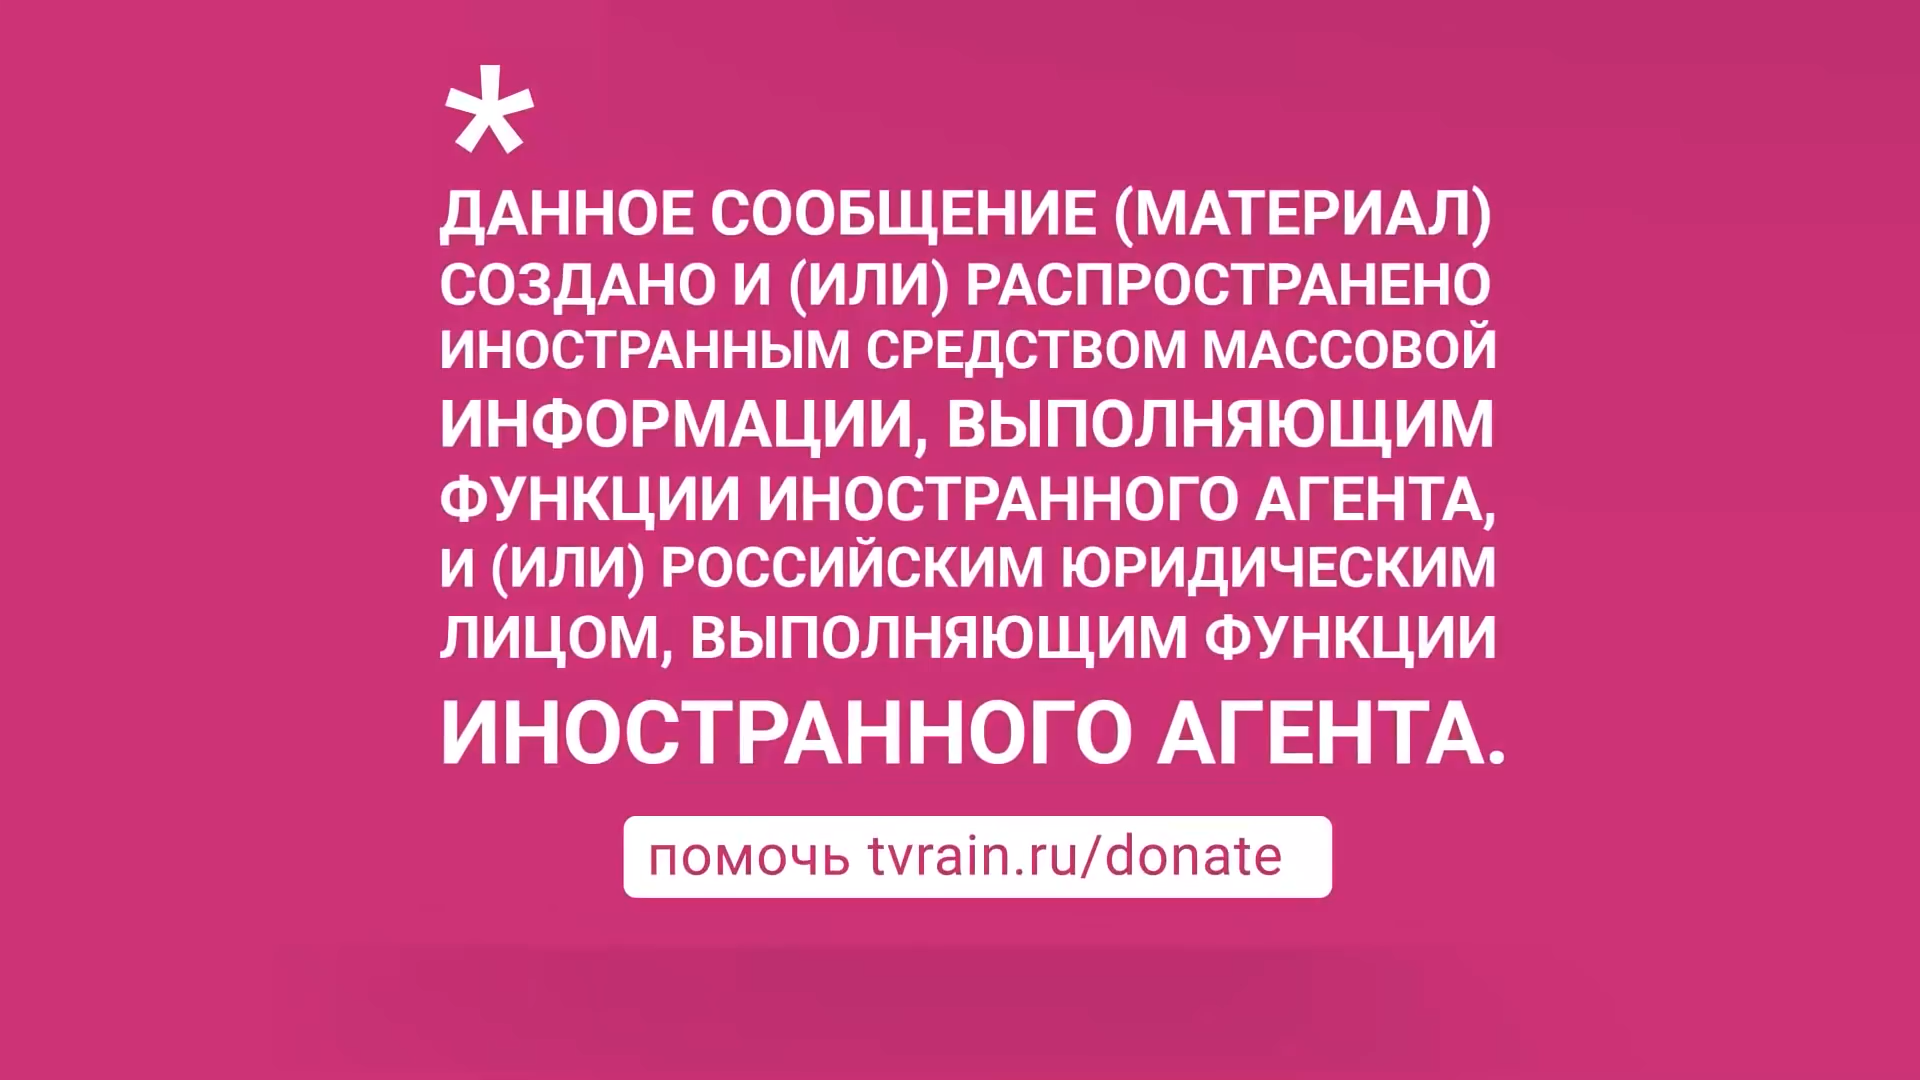 *
ДАННОЕ СООБЩЕНИЕ (МАТЕРИАЛ)
СОЗДАНО И (ИЛИ) РАСПРОСТРАНЕНО
ИНОСТРАННЫМ СРЕДСТВОМ МАССОВОЙ
ИНФОРМАЦИИ, ВЫПОЛНЯЮЩИМ
ФУНКЦИИ ИНОСТРАННОГО АГЕНТА,
И (ИЛИ) РОССИЙСКИМ ЮРИДИЧЕСКИМ
ЛИЦОМ, ВЫПОЛНЯЮЩИМ ФУНКЦИИ
ИНОСТРАННОГО АГЕНТА.
помочь tvrain.ru/donate